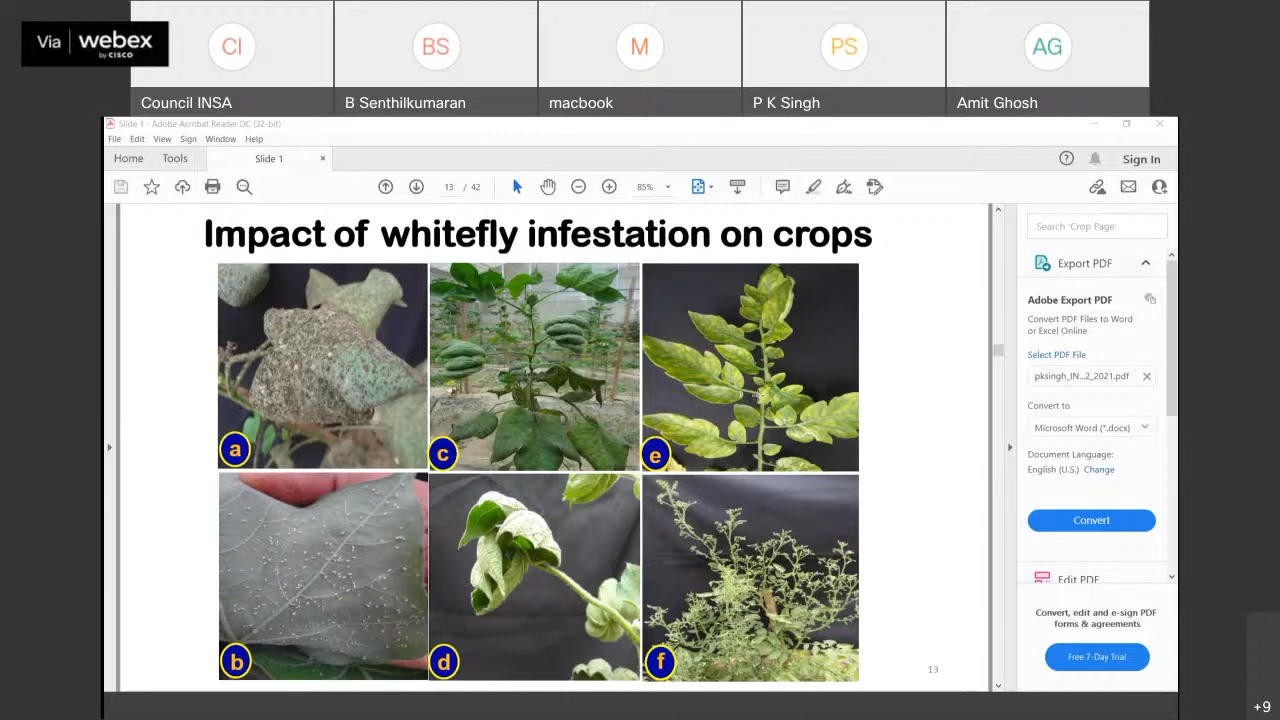 Via webex
by CISCO
CI
BS
M
PS
AG
Council INSA
B Senthilkumaran
macbook
P K Singh
Amit Ghosh
Slide 1 - Adobe Acrobat Reader DC (32-bit)
File Edit View Sign Window Help
Home Tools Slide 1 × Sign In
13 / 42 85%
Impact of whitefly infestation on crops
a
c
e
b
d
f
13
Search 'Crop Page'
Export PDF
Adobe Export PDF
Convert PDF Files to Word
or Excel Online
Select PDF File
pksingh_IN...2_2021.pdf
Convert to
Microsoft Word (*.docx)
Document Language:
English (U.S.) Change
Convert
Edit PDF
Convert, edit and e-sign PDF
forms & agreements
Free 7-Day Trial
+9